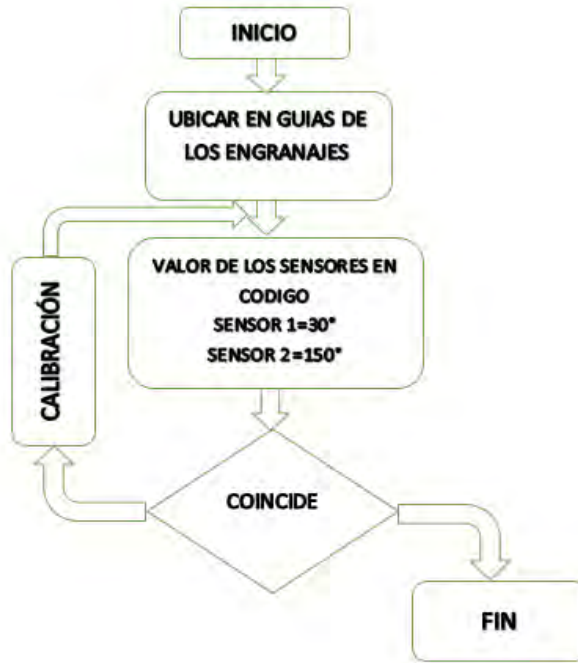 INICIO
UBICAR EN GUIAS DE
LOS ENGRANAJES
VALOR DE LOS SENSORES EN
CODIGO
SENSOR 1=30°
SENSOR 2=150°
CALIBRACIÓN
COINCIDE
FIN